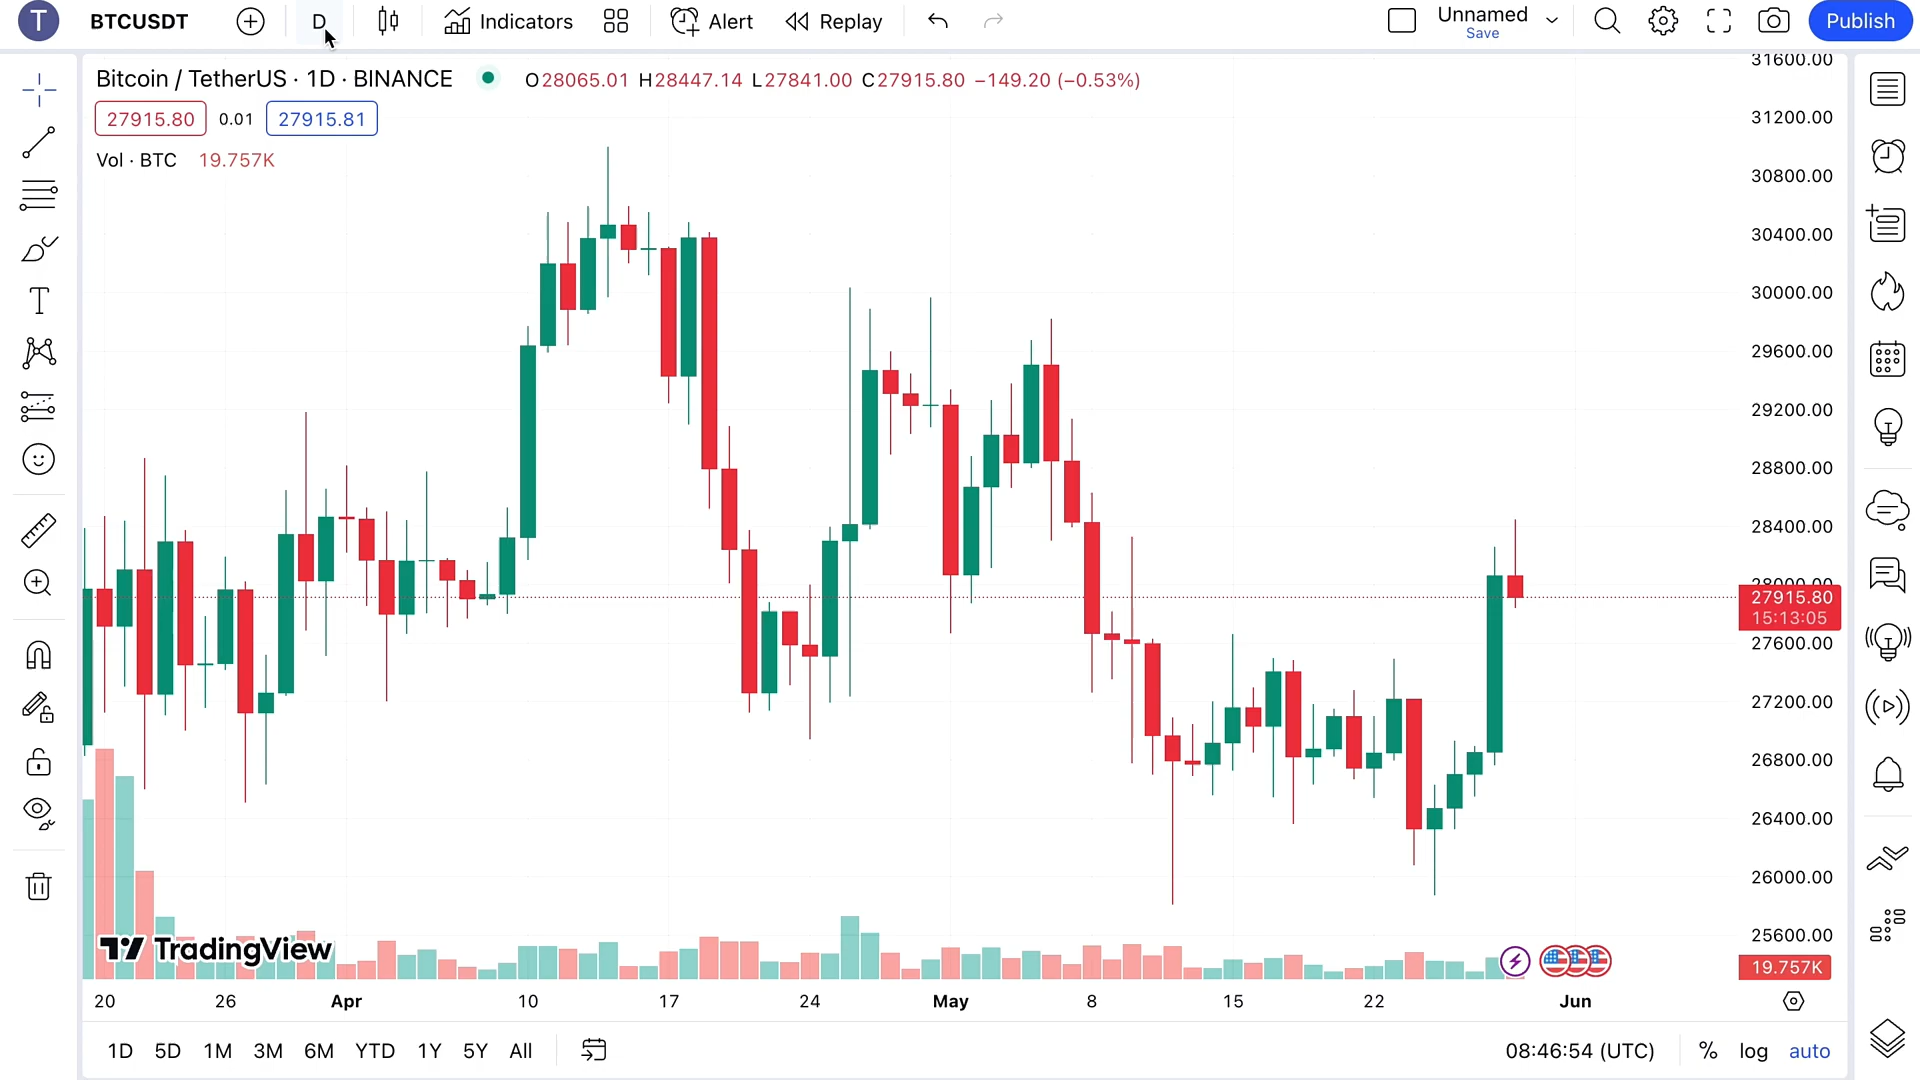 T BTCUSDT D Indicators Alert Replay Unnamed Save Publish
Bitcoin / TetherUS · 1D · BINANCE O28065.01 H28447.14 L27841.00 C27915.80 −149.20 (−0.53%)
27915.80 0.01 27915.81
Vol · BTC 19.757K
31600.00
31200.00
30800.00
30400.00
30000.00
29600.00
29200.00
28800.00
28400.00
28000.00
27915.80
15:13:05
27600.00
27200.00
26800.00
26400.00
26000.00
25600.00
19.757K
TradingView
20 26 Apr 10 17 24 May 8 15 22 Jun
1D 5D 1M 3M 6M YTD 1Y 5Y All 08:46:54 (UTC) % log auto